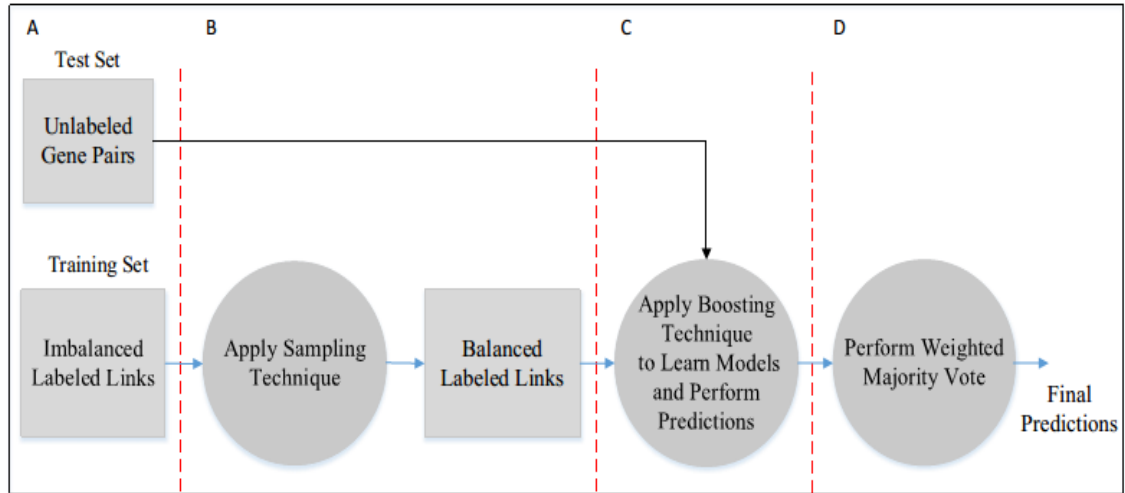 A
B
C
D
Test Set
Unlabeled
Gene Pairs
Training Set
Imbalanced
Labeled Links
Apply Sampling
Technique
Balanced
Labeled Links
Apply Boosting
Technique
to Learn Models
and Perform
Predictions
Perform Weighted
Majority Vote
Final
Predictions